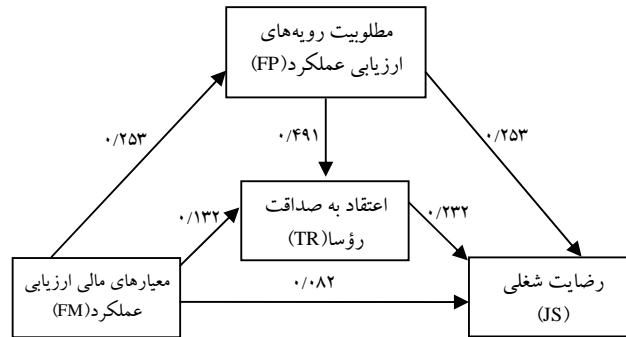 مطلوبیت رویه‌های
ارزیابی عملکرد(FP)
۰/۲۵۳
۰/۴۹۱
۰/۲۵۳
اعتقاد به صداقت
رؤسا(TR)
۰/۱۳۲
۰/۲۳۲
معیارهای مالی ارزیابی
عملکرد(FM)
۰/۰۸۲
رضایت شغلی
(JS)